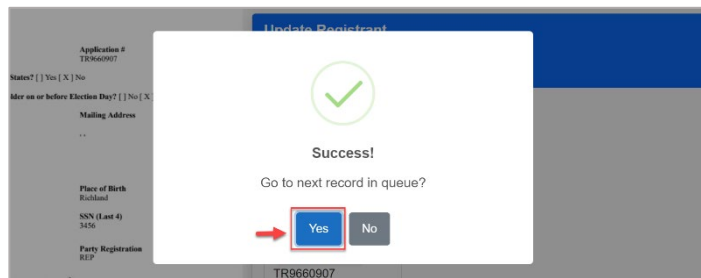 Update Registrant
Application #
TR9660907
States? [ ] Yes [ X ] No
lder on or before Election Day? [ ] No [ X
Mailing Address
, ,
Success!
Go to next record in queue?
Place of Birth
Richland
SSN (Last 4)
3456
Yes No
Party Registration
REP
TR9660907